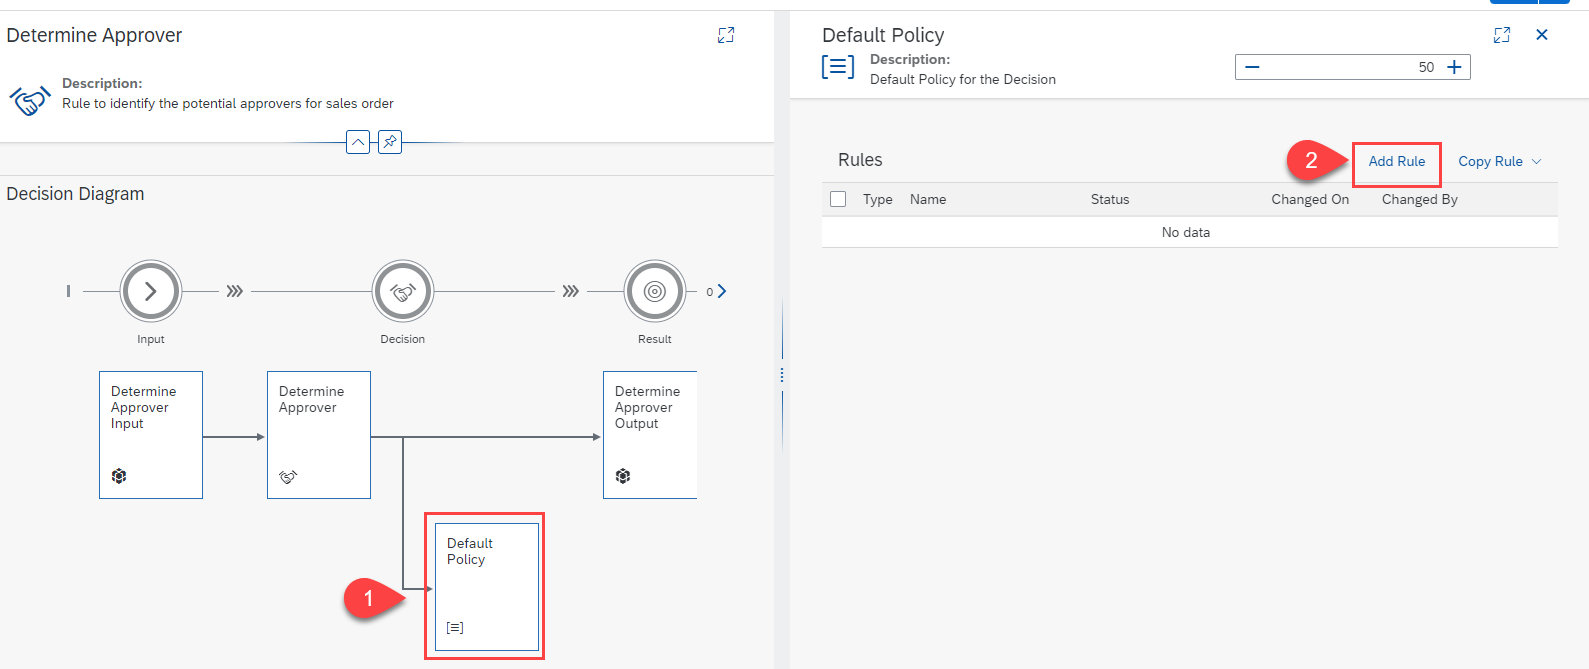 Determine Approver
Description:
Rule to identify the potential approvers for sales order
Decision Diagram
Input
Decision
Result
0
Determine
Approver
Input
Determine
Approver
Determine
Approver
Output
Default
Policy
1
Default Policy
Description:
Default Policy for the Decision
50
Rules
2
Add Rule
Copy Rule
Type Name Status Changed On Changed By
No data